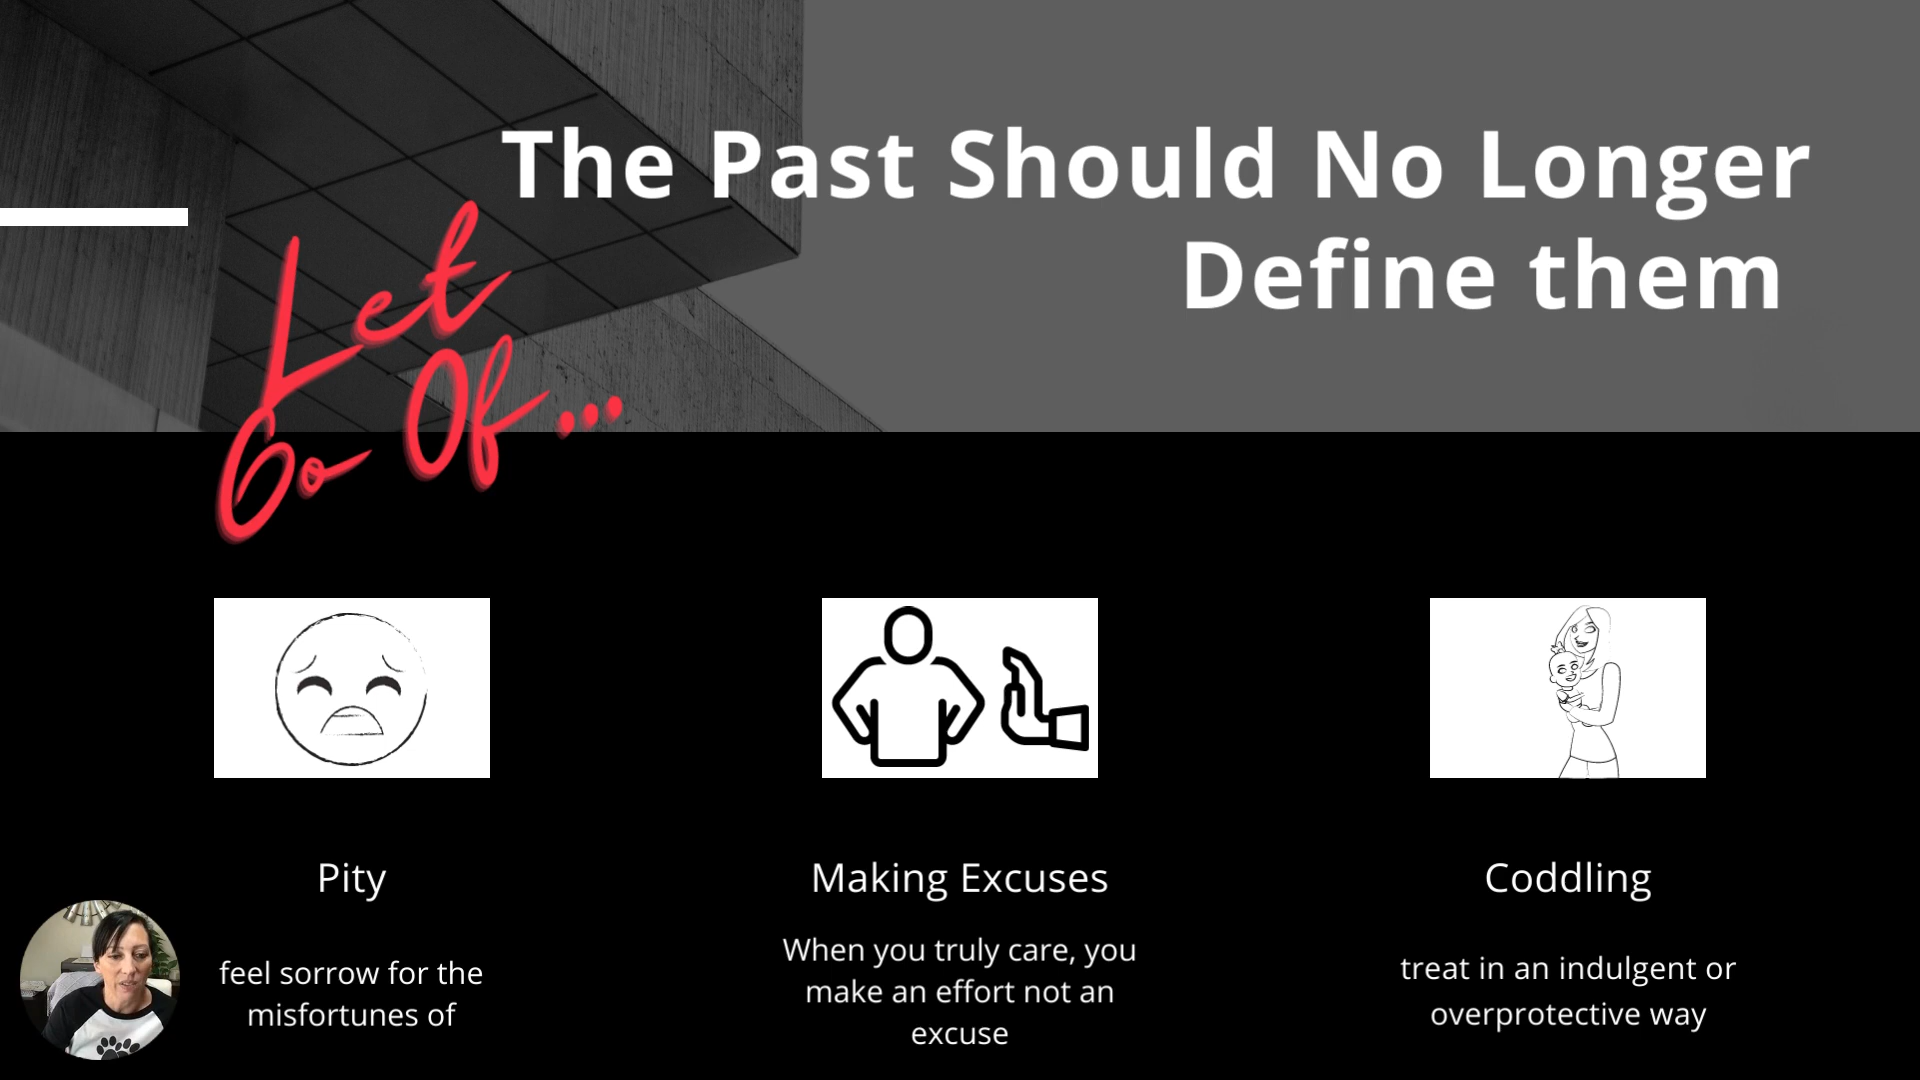 The Past Should No Longer
Define them
Let
Go Of...
Pity
feel sorrow for the
misfortunes of
Making Excuses
When you truly care, you
make an effort not an
excuse
Coddling
treat in an indulgent or
overprotective way